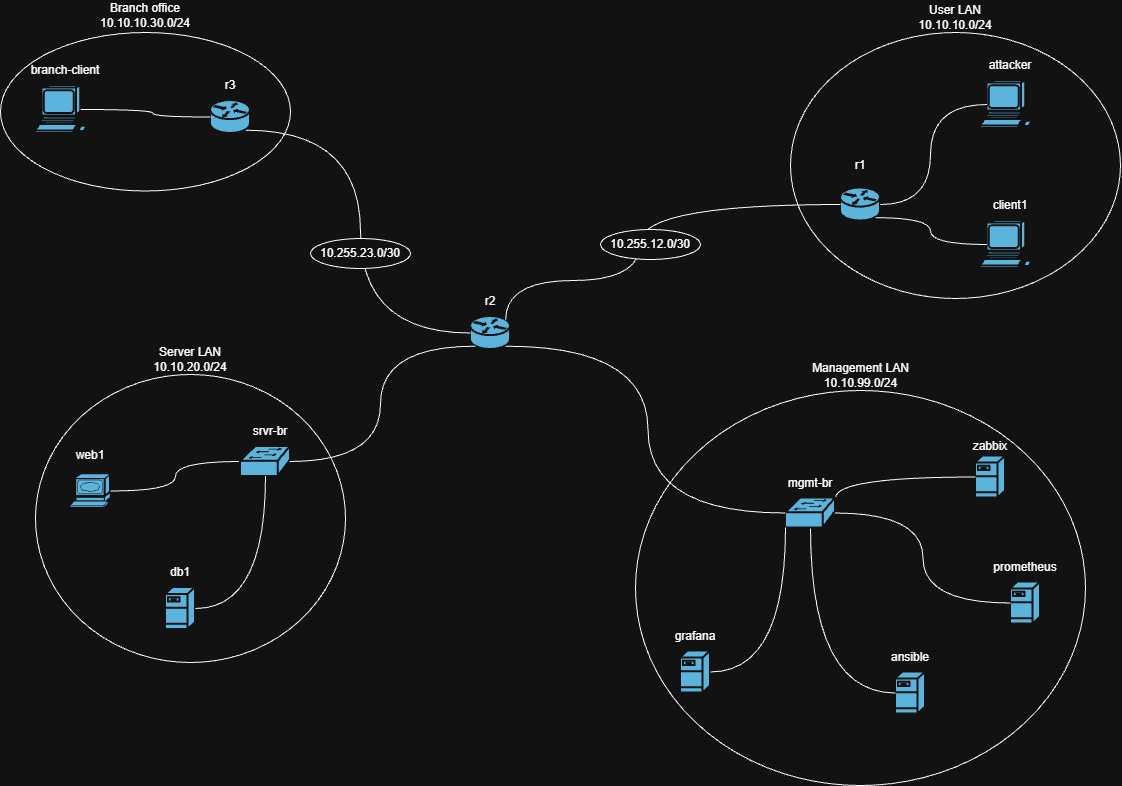 Branch office
10.10.10.30.0/24
branch-client
r3
User LAN
10.10.10.0/24
attacker
r1
client1
10.255.23.0/30
10.255.12.0/30
r2
Server LAN
10.10.20.0/24
srvr-br
web1
db1
Management LAN
10.10.99.0/24
zabbix
mgmt-br
prometheus
grafana
ansible